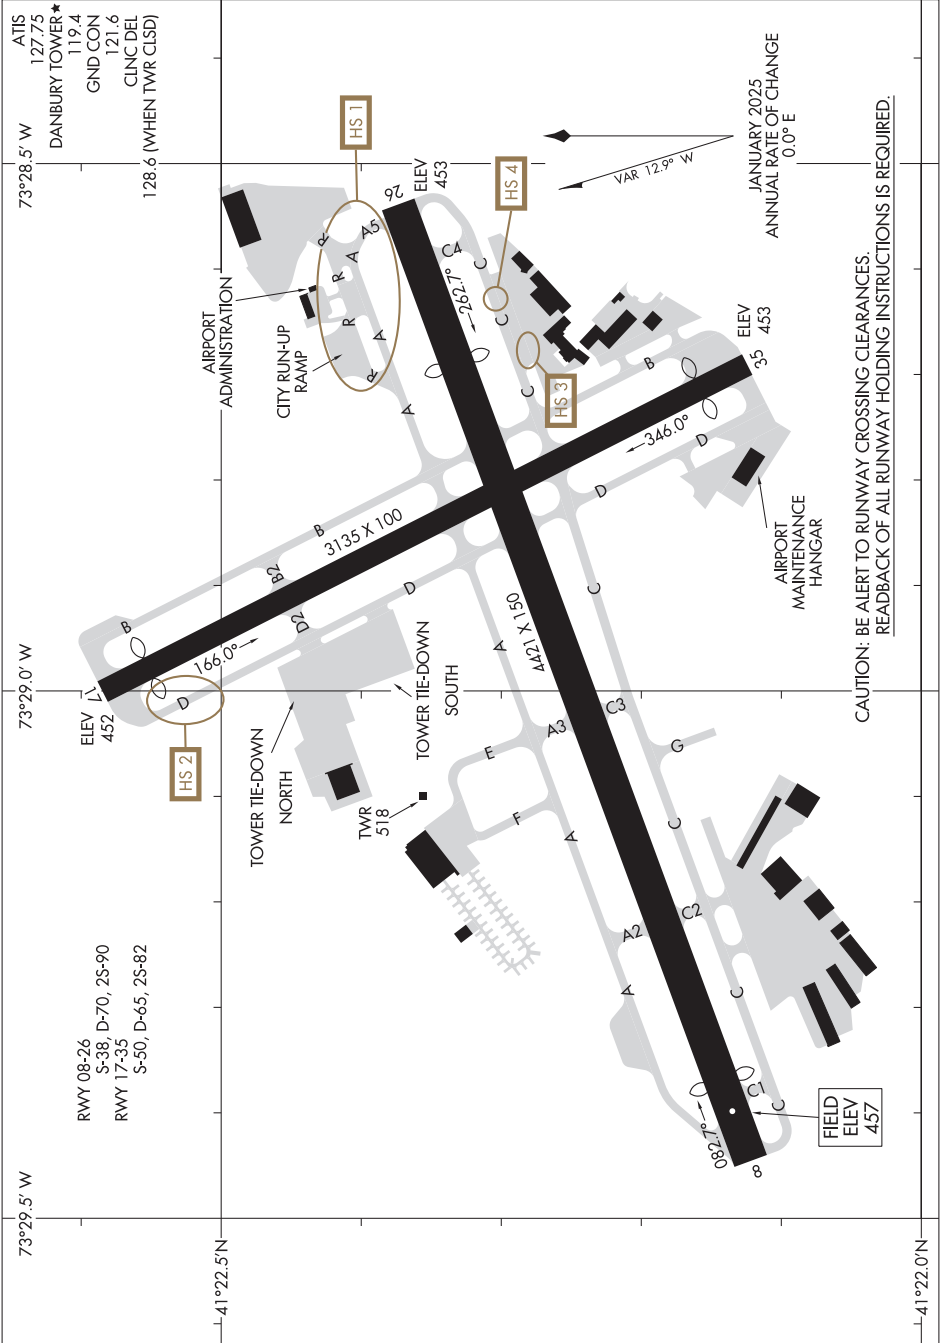 ATIS
127.75
DANBURY TOWER★
119.4
GND CON
121.6
CLNC DEL
128.6 (WHEN TWR CLSD)
73°28.5' W
73°29.0' W
73°29.5' W
41°22.5'N
41°22.0'N
RWY 08-26
S-38, D-70, 2S-90
RWY 17-35
S-50, D-65, 2S-82
HS 1
HS 2
HS 3
HS 4
AIRPORT
ADMINISTRATION
CITY RUN-UP
RAMP
R
R
R
R
A
A
A5
A
26
ELEV
453
C4
C
C
C
262.7°
VAR 12.9° W
JANUARY 2025
ANNUAL RATE OF CHANGE
0.0° E
ELEV
453
35
346.0°
B
D
D
AIRPORT
MAINTENANCE
HANGAR
17
ELEV
452
166.0°
B
B
B2
D
D
D2
3135 X 100
TOWER TIE-DOWN
NORTH
TOWER TIE-DOWN
SOUTH
TWR
518
4421 X 150
A
A
A
A2
A3
E
F
C
C
C
C
C1
C2
C3
G
082.7°
8
FIELD
ELEV
457
CAUTION: BE ALERT TO RUNWAY CROSSING CLEARANCES.
READBACK OF ALL RUNWAY HOLDING INSTRUCTIONS IS REQUIRED.